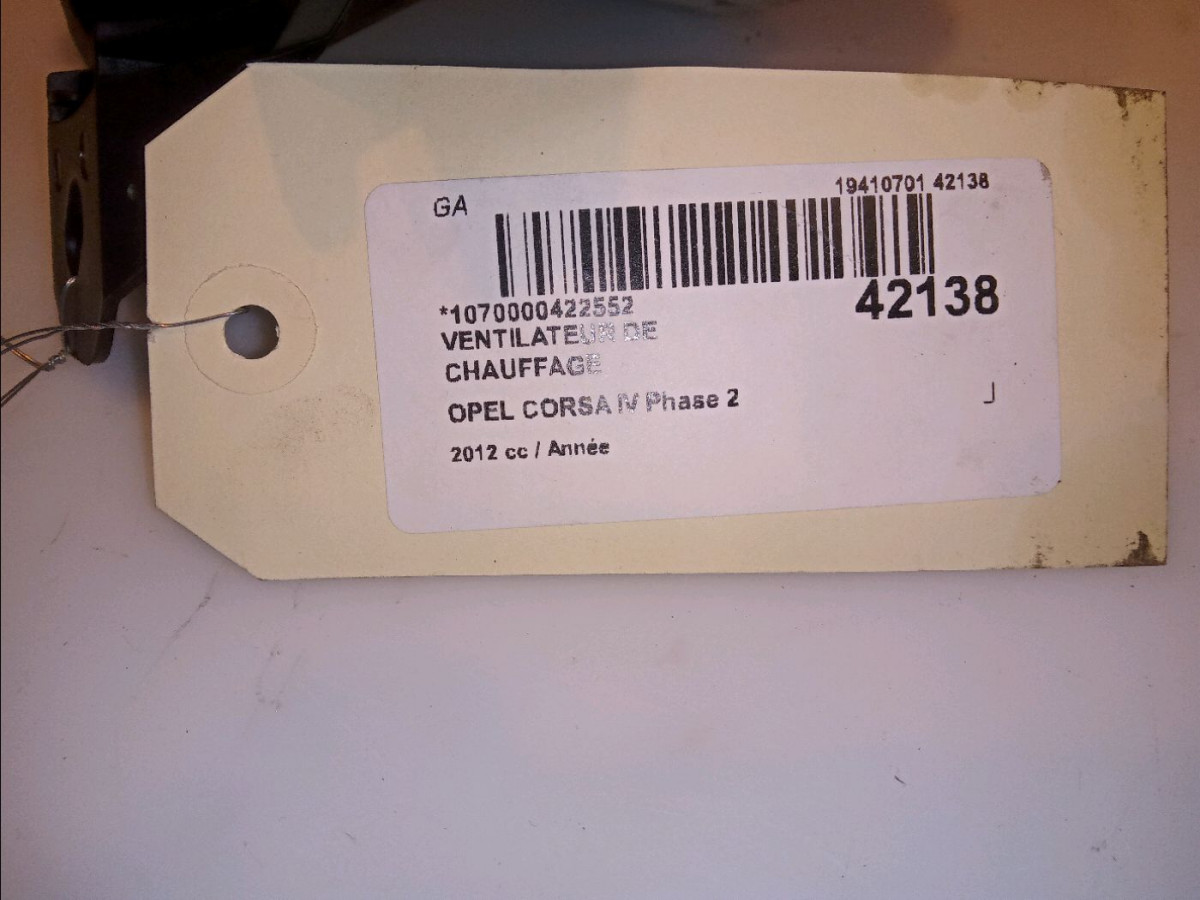 GA
19410701 42138
*1070000422552
42138
VENTILATEUR DE
CHAUFFAGE
OPEL CORSA IV Phase 2
2012 cc / Année